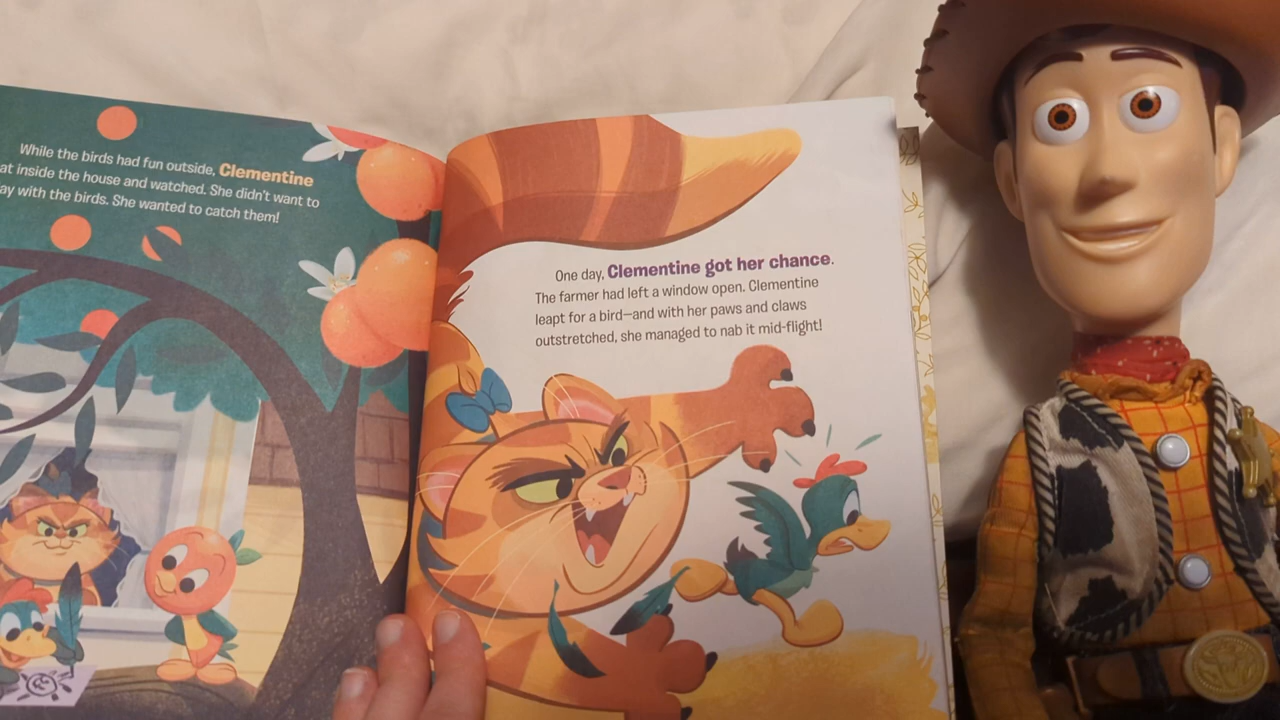 While the birds had fun outside, Clementine
at inside the house and watched. She didn't want to
ay with the birds. She wanted to catch them!
One day, Clementine got her chance.
The farmer had left a window open. Clementine
leapt for a bird—and with her paws and claws
outstretched, she managed to nab it mid-flight!